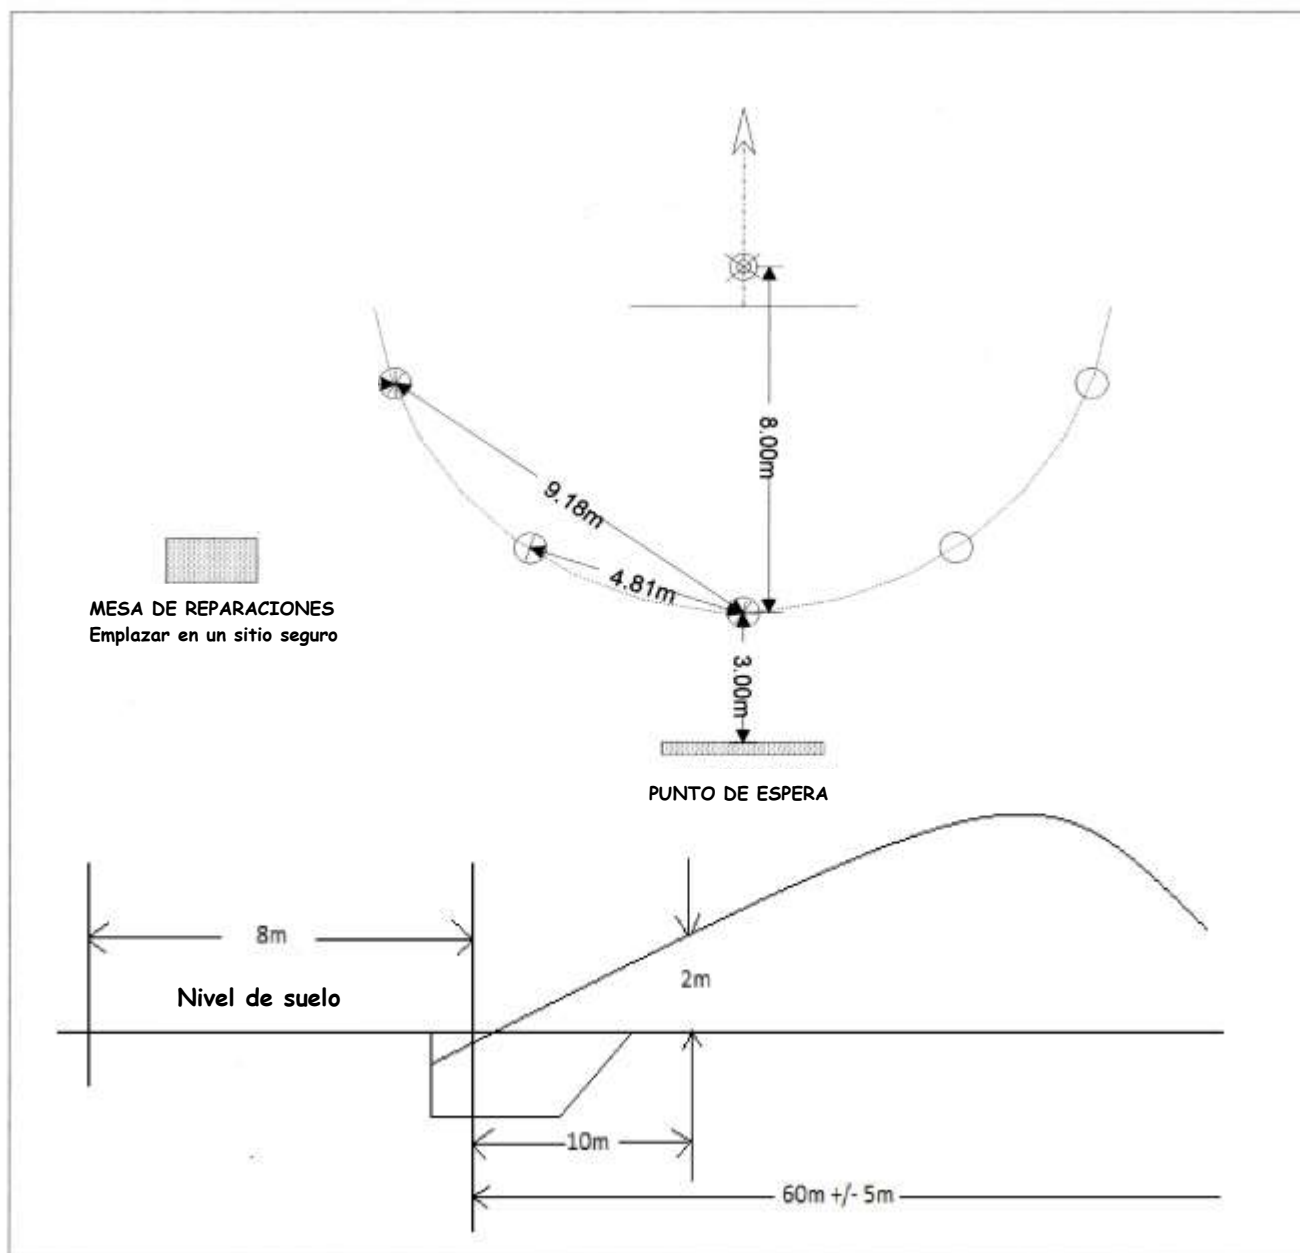 8.00m
9.18m
4.81m
MESA DE REPARACIONES
Emplazar en un sitio seguro
3.00m
PUNTO DE ESPERA
8m
2m
Nivel de suelo
10m
60m +/- 5m